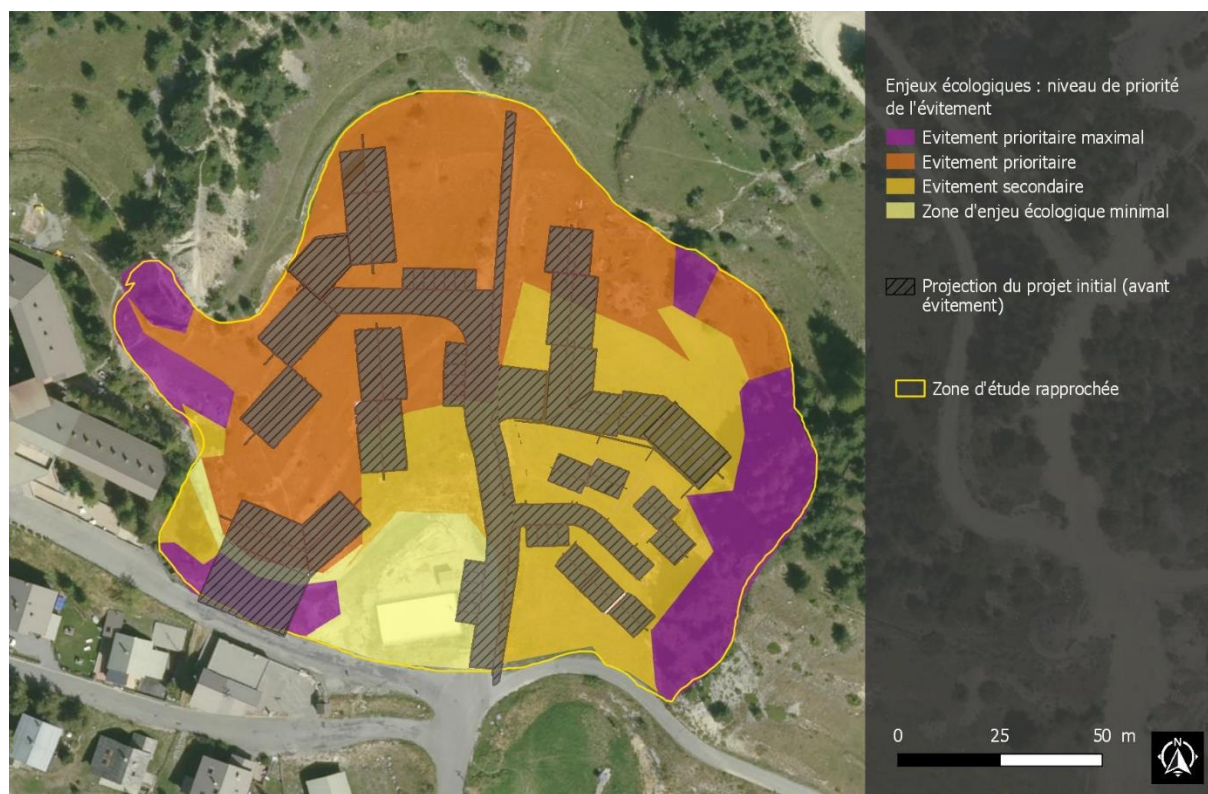 Enjeux écologiques : niveau de priorité
de l'évitement
Evitement prioritaire maximal
Evitement prioritaire
Evitement secondaire
Zone d'enjeu écologique minimal
Projection du projet initial (avant
évitement)
Zone d'étude rapprochée
0 25 50 m
N